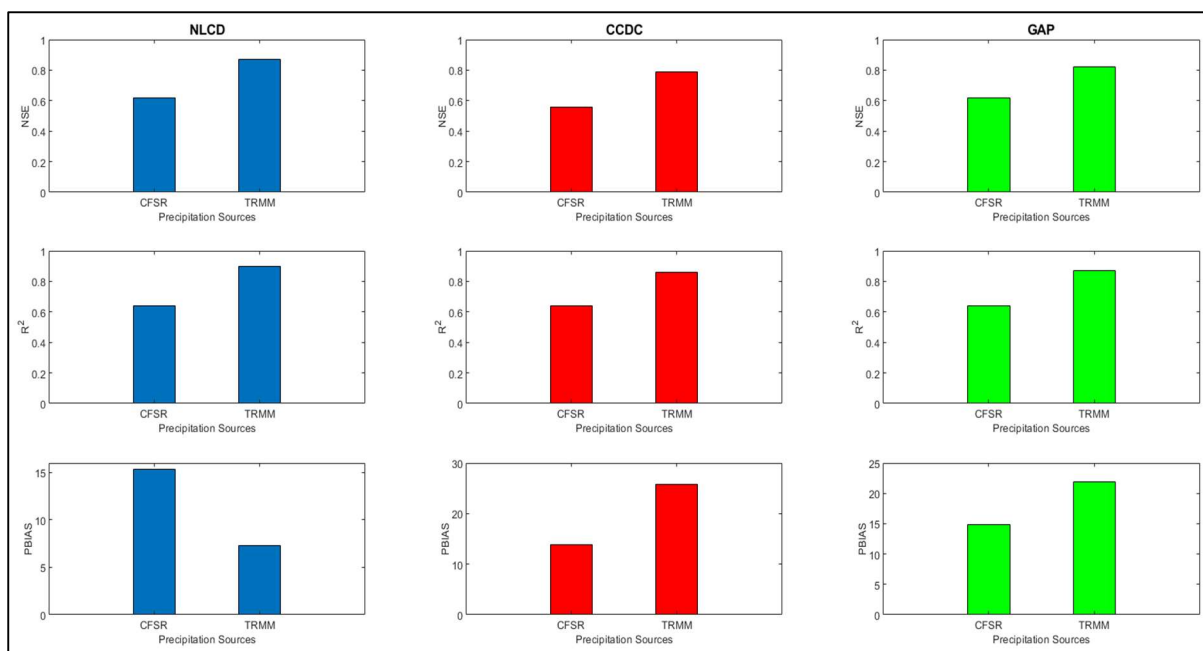 NLCD
1
0.8
0.6
0.4
0.2
0
NSE
CFSR TRMM
Precipitation Sources
CCDC
1
0.8
0.6
0.4
0.2
0
NSE
CFSR TRMM
Precipitation Sources
GAP
1
0.8
0.6
0.4
0.2
0
NSE
CFSR TRMM
Precipitation Sources
1
0.8
0.6
0.4
0.2
0
R²
CFSR TRMM
Precipitation Sources
1
0.8
0.6
0.4
0.2
0
R²
CFSR TRMM
Precipitation Sources
1
0.8
0.6
0.4
0.2
0
R²
CFSR TRMM
Precipitation Sources
15
10
5
0
PBIAS
CFSR TRMM
Precipitation Sources
30
20
10
0
PBIAS
CFSR TRMM
Precipitation Sources
25
20
15
10
5
0
PBIAS
CFSR TRMM
Precipitation Sources